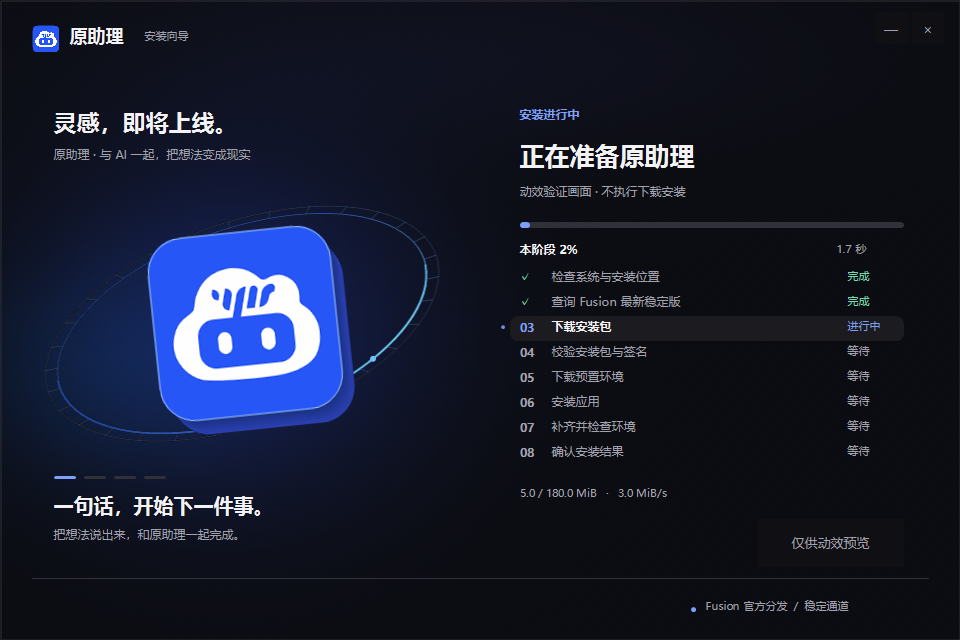 原助理 安装向导
灵感，即将上线。
原助理 · 与 AI 一起，把想法变成现实
一句话，开始下一件事。
把想法说出来，和原助理一起完成。
安装进行中
正在准备原助理
动效验证画面 · 不执行下载安装
本阶段 2% 1.7 秒
✓ 检查系统与安装位置 完成
✓ 查询 Fusion 最新稳定版 完成
03 下载安装包 进行中
04 校验安装包与签名 等待
05 下载预置环境 等待
06 安装应用 等待
07 补齐并检查环境 等待
08 确认安装结果 等待
5.0 / 180.0 MiB · 3.0 MiB/s
仅供动效预览
Fusion 官方分发 / 稳定通道